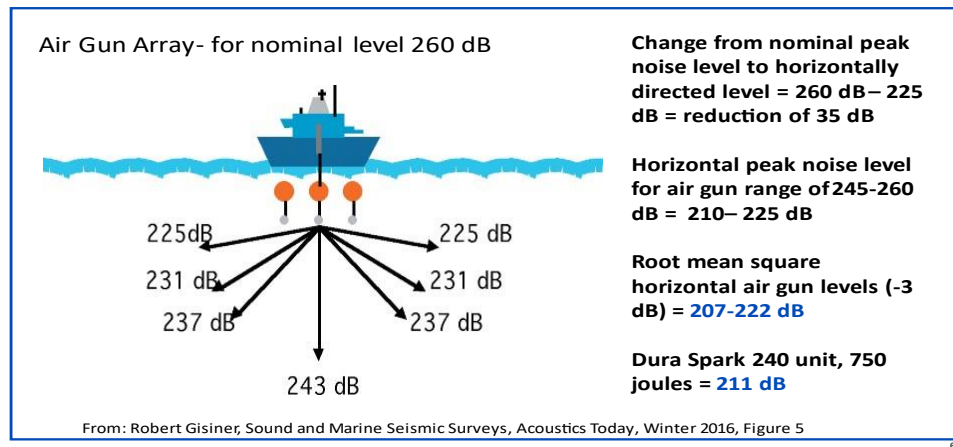 Air Gun Array- for nominal level 260 dB
225dB
225 dB
231 dB
231 dB
237 dB
237 dB
243 dB
Change from nominal peak
noise level to horizontally
directed level = 260 dB– 225
dB = reduction of 35 dB
Horizontal peak noise level
for air gun range of 245-260
dB = 210– 225 dB
Root mean square
horizontal air gun levels (-3
dB) = 207-222 dB
Dura Spark 240 unit, 750
joules = 211 dB
From: Robert Gisiner, Sound and Marine Seismic Surveys, Acoustics Today, Winter 2016, Figure 5